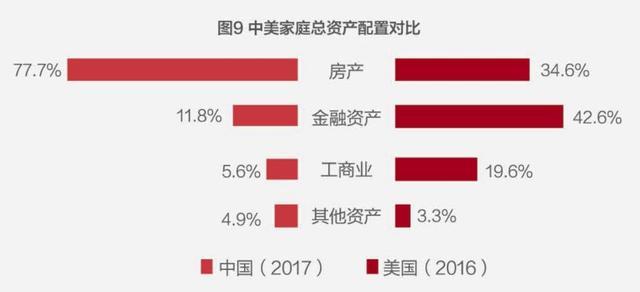 图9 中美家庭总资产配置对比
77.7% 房产 34.6%
11.8% 金融资产 42.6%
5.6% 工商业 19.6%
4.9% 其他资产 3.3%
中国（2017） 美国（2016）